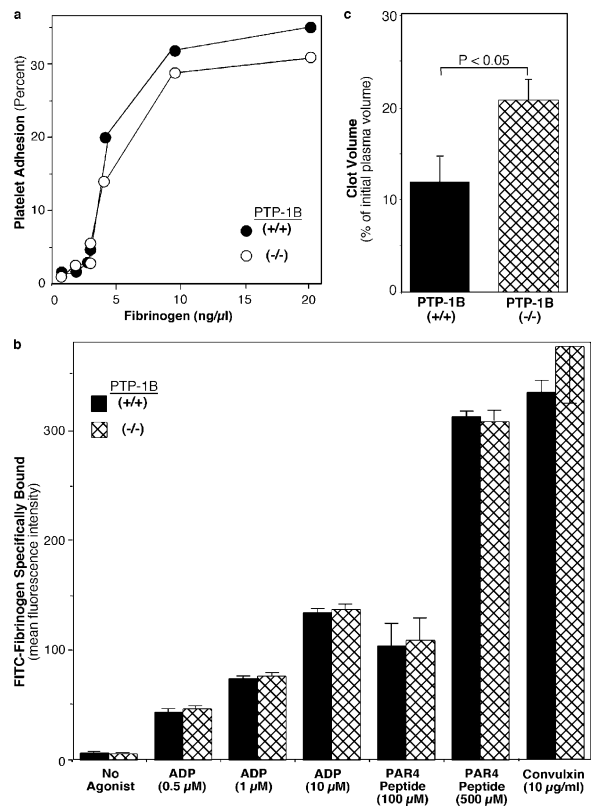 a
Platelet Adhesion (Percent)
30
20
10
0
PTP-1B
(+/+)
(-/-)
0
5
10
15
20
Fibrinogen (ng/µl)
c
Clot Volume
(% of initial plasma volume)
30
20
10
0
P < 0.05
PTP-1B
(+/+)
PTP-1B
(-/-)
b
FITC-Fibrinogen Specifically Bound
(mean fluorescence intensity)
300
200
100
0
PTP-1B
(+/+)
(-/-)
No
Agonist
ADP
(0.5 µM)
ADP
(1 µM)
ADP
(10 µM)
PAR4
Peptide
(100 µM)
PAR4
Peptide
(500 µM)
Convulxin
(10 µg/ml)